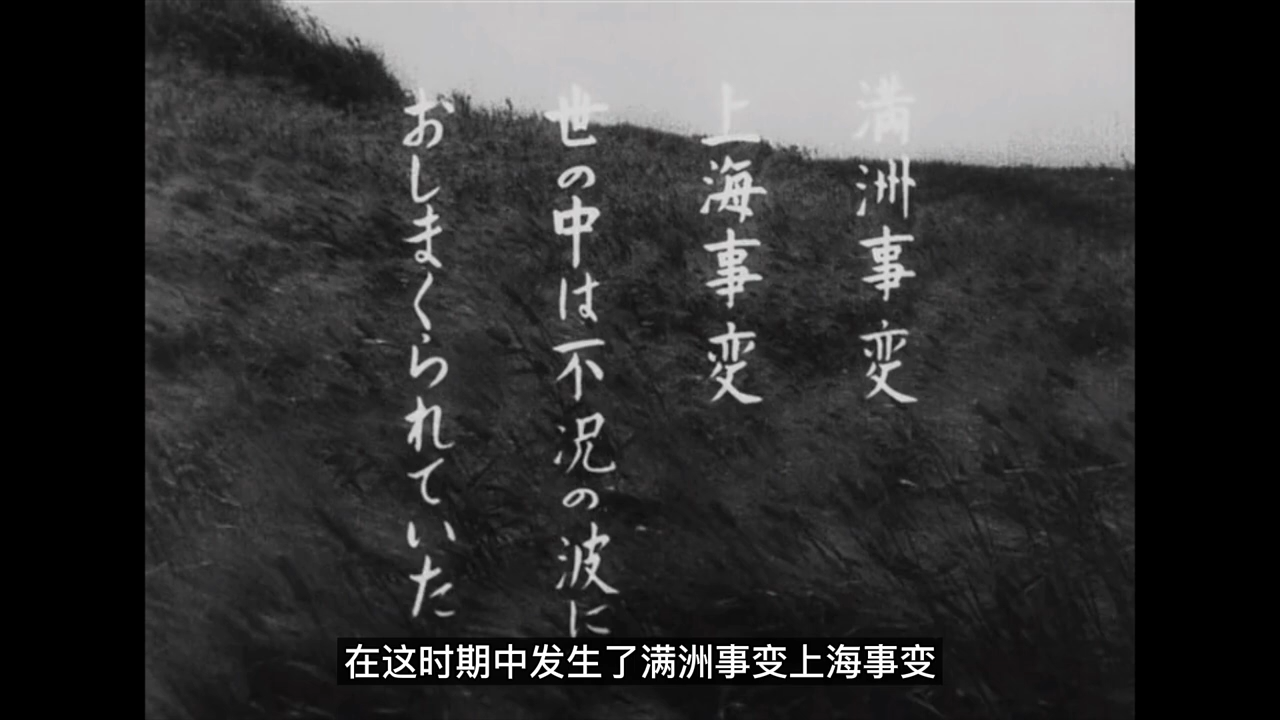 満洲事変
上海事変
世の中は不況の波に
おしまくられていた
在这时期中发生了满洲事变上海事变